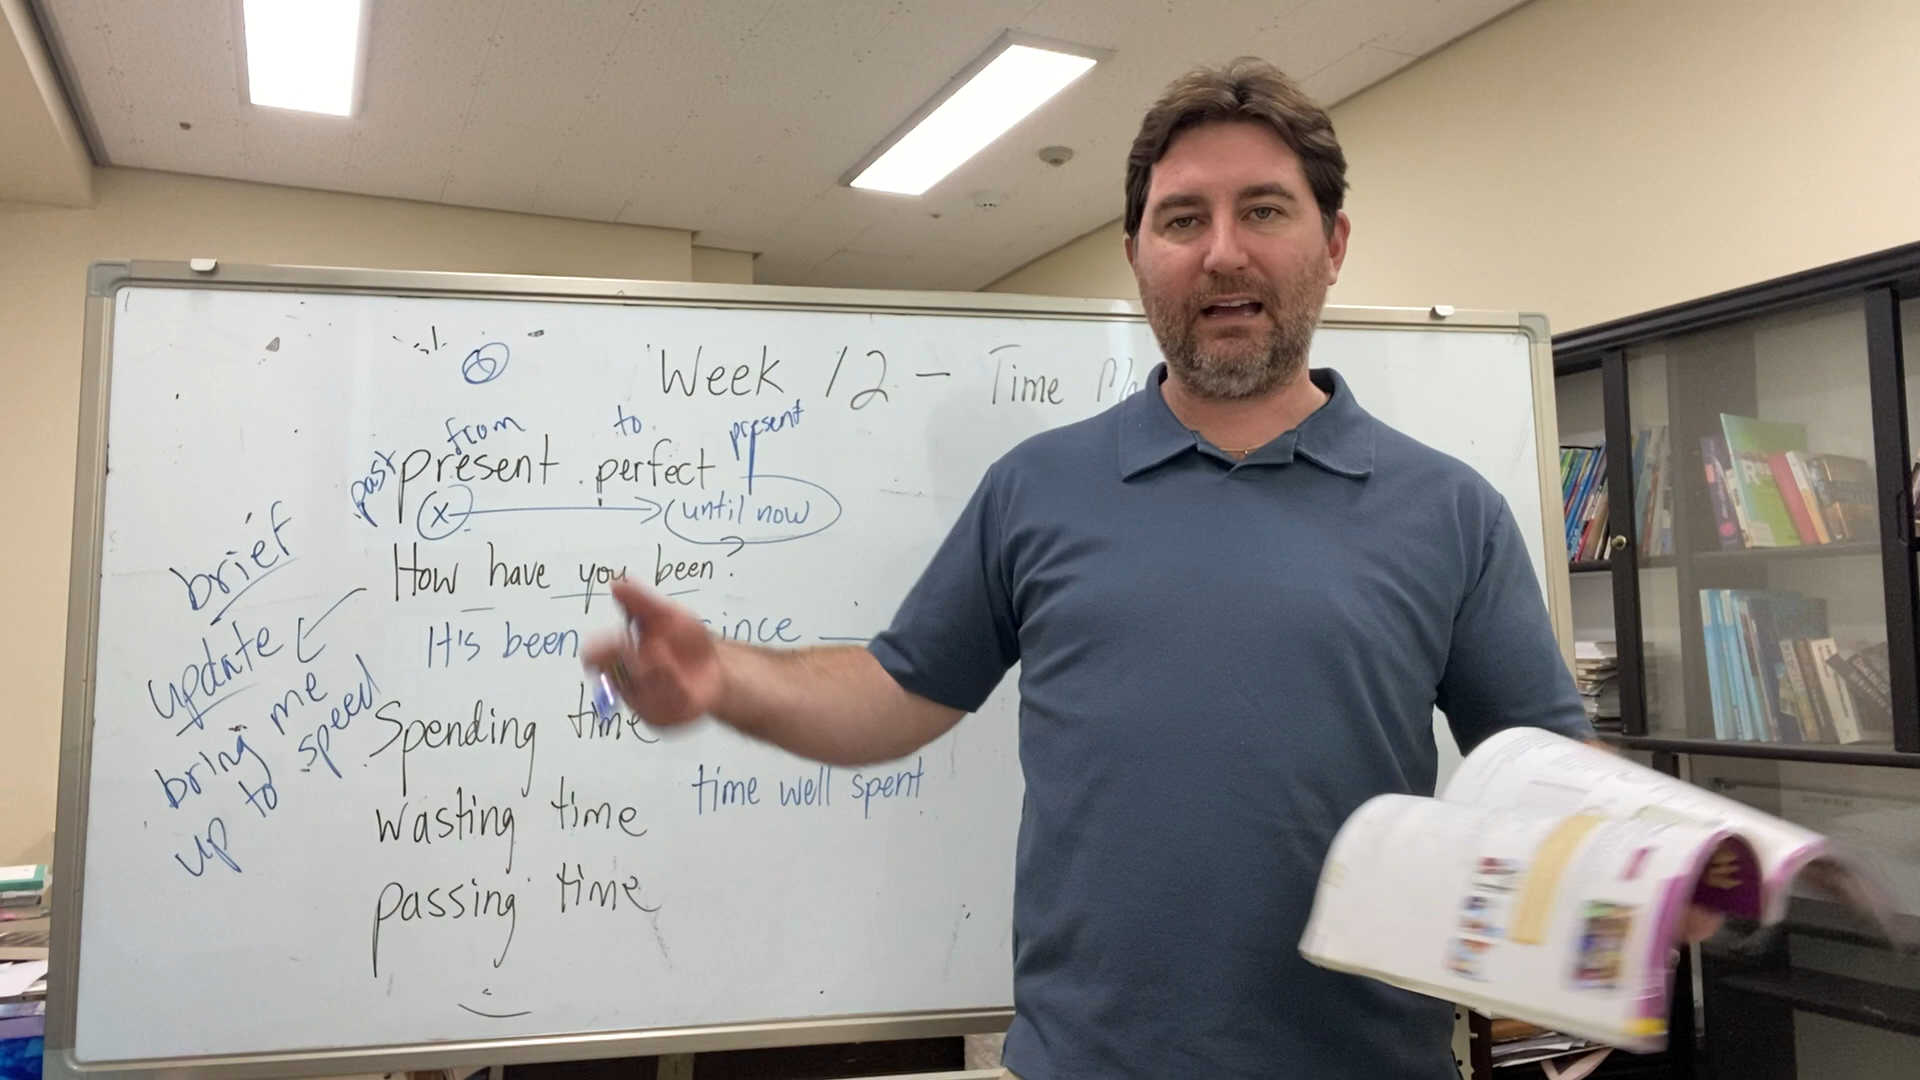 Week 12 - Time
from to present
past present perfect
x until now
How have you been?
It's been since
Spending time
time well spent
wasting time
passing time
brief
update
bring me
up to speed